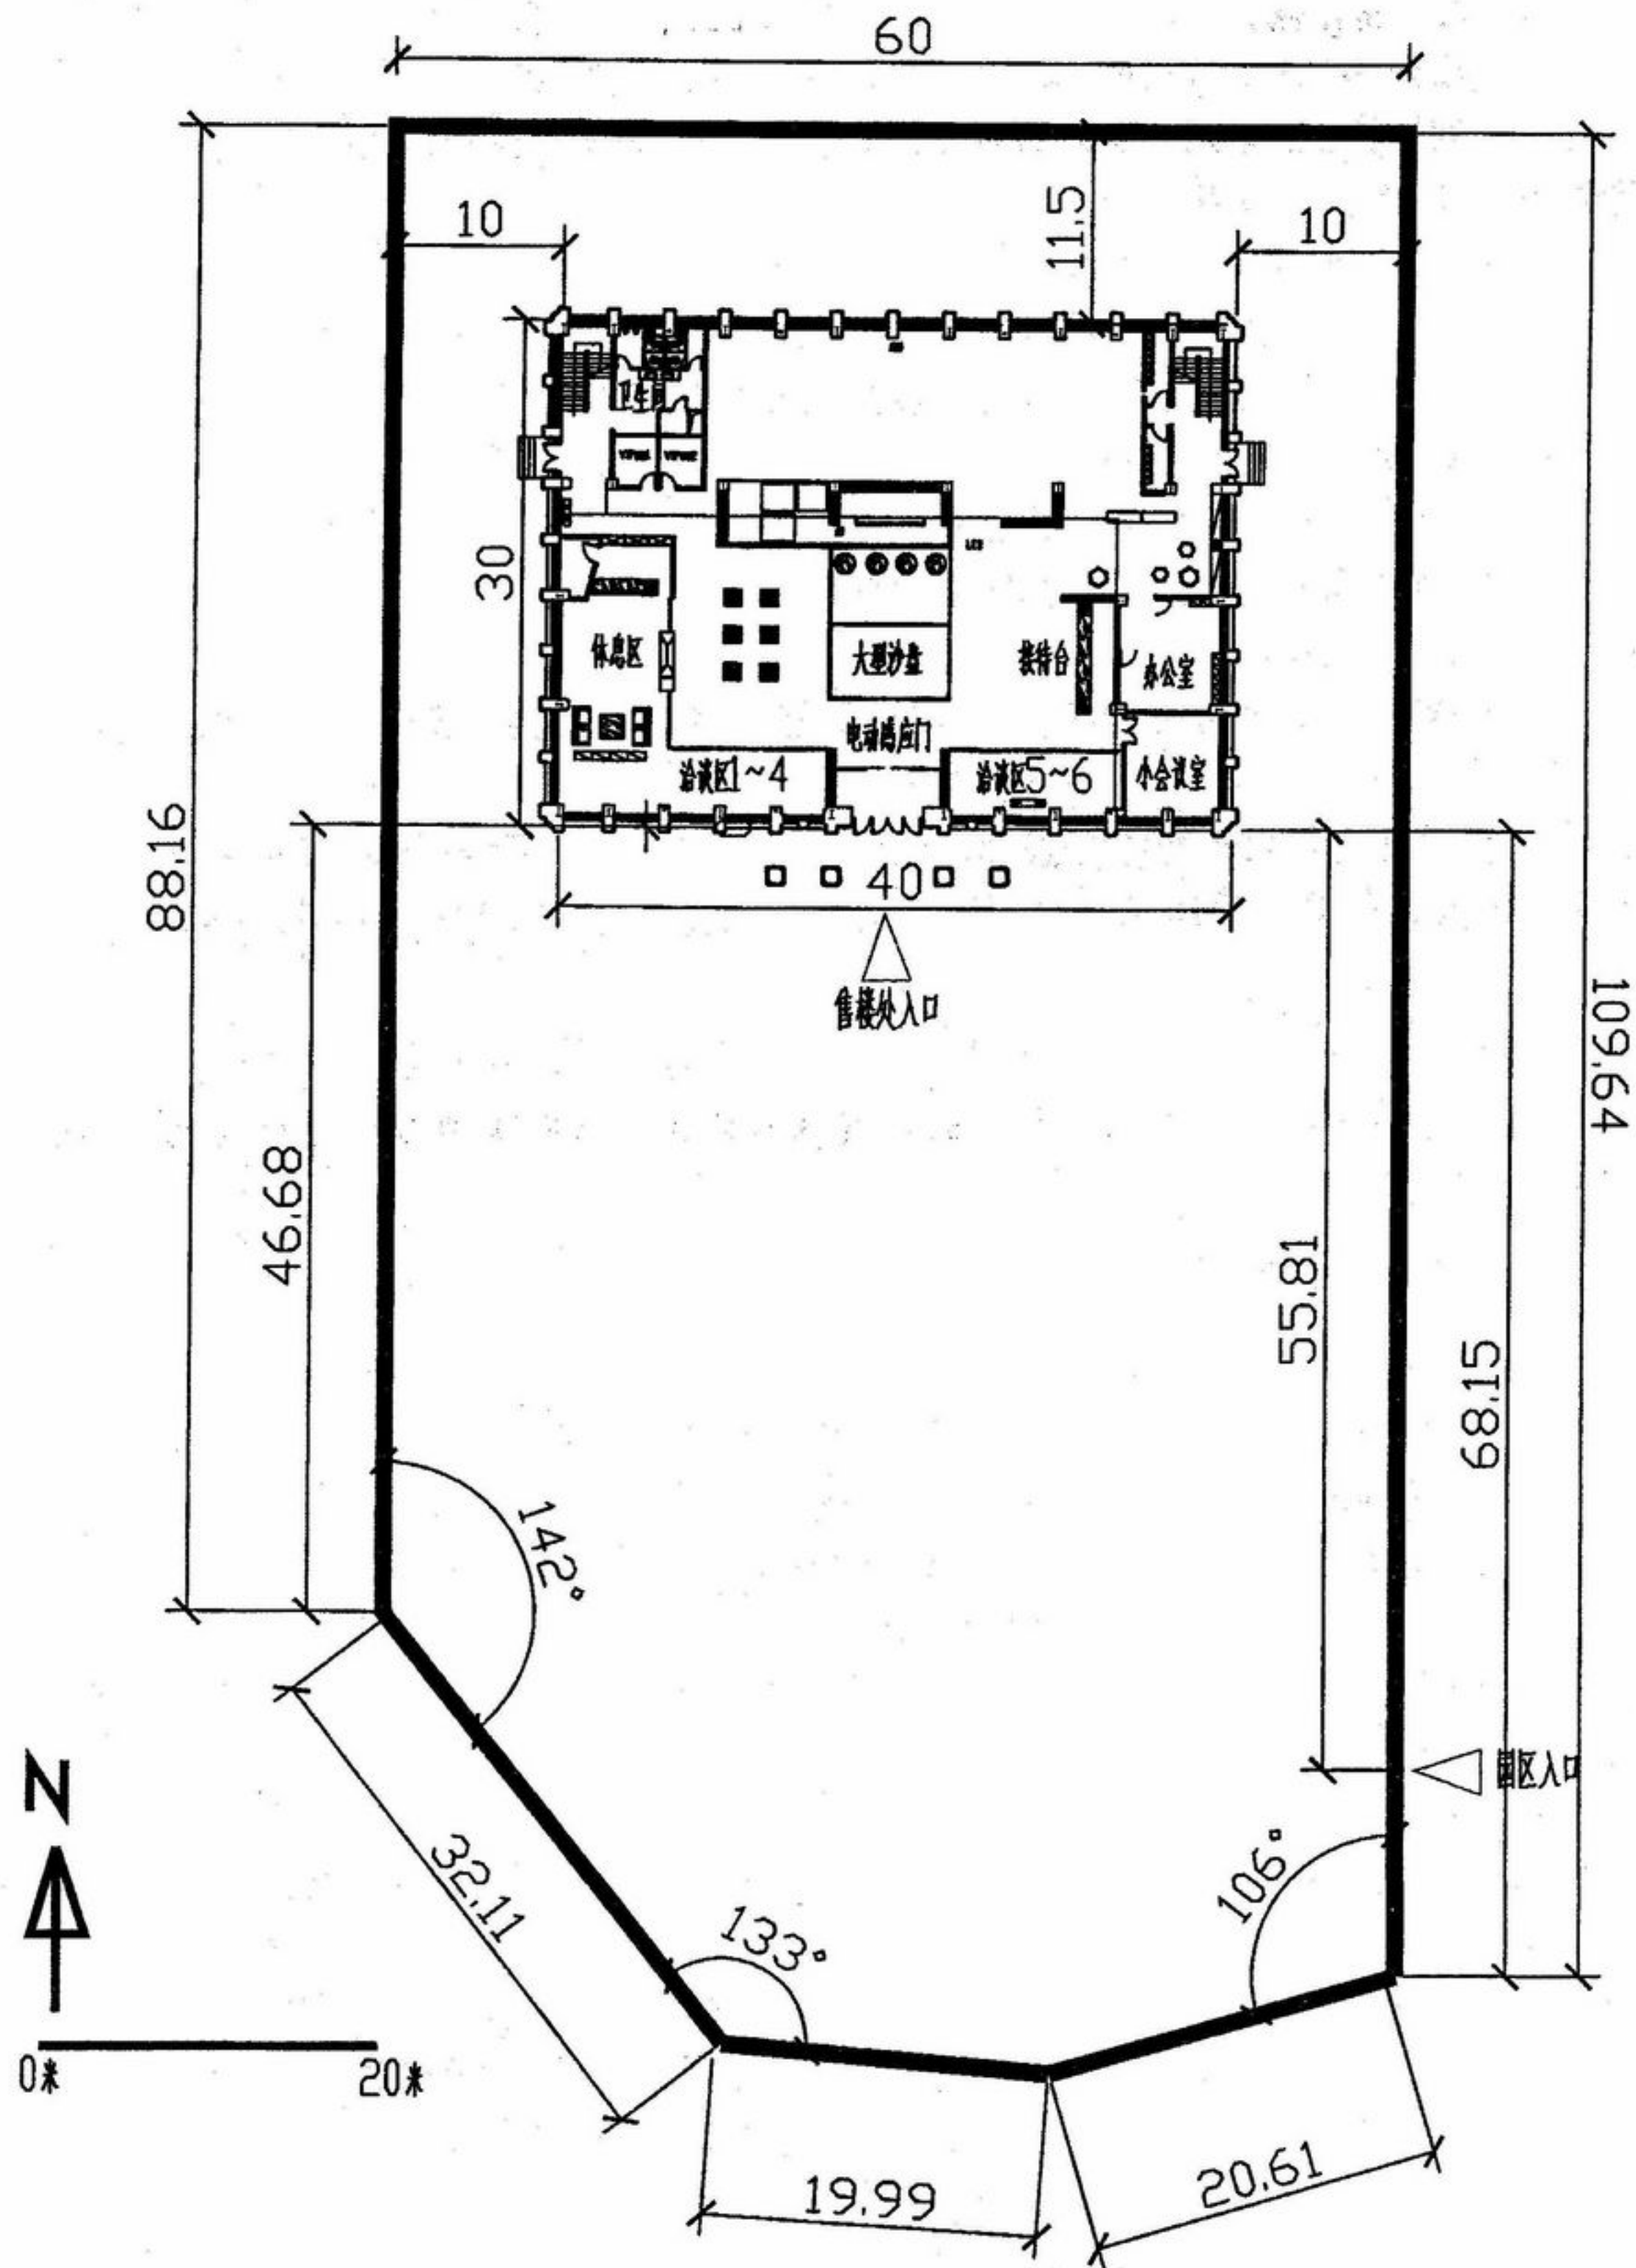 60
10
11.5
10
卫生间
30
休息区
大型沙盘
接待台
办公室
电动感应门
洽谈区1~4
洽谈区5~6
小会议室
88.16
40
售楼处入口
109.64
46.68
55.81
68.15
142°
园区入口
N
32.11
133°
106°
0米
20米
19.99
20.61